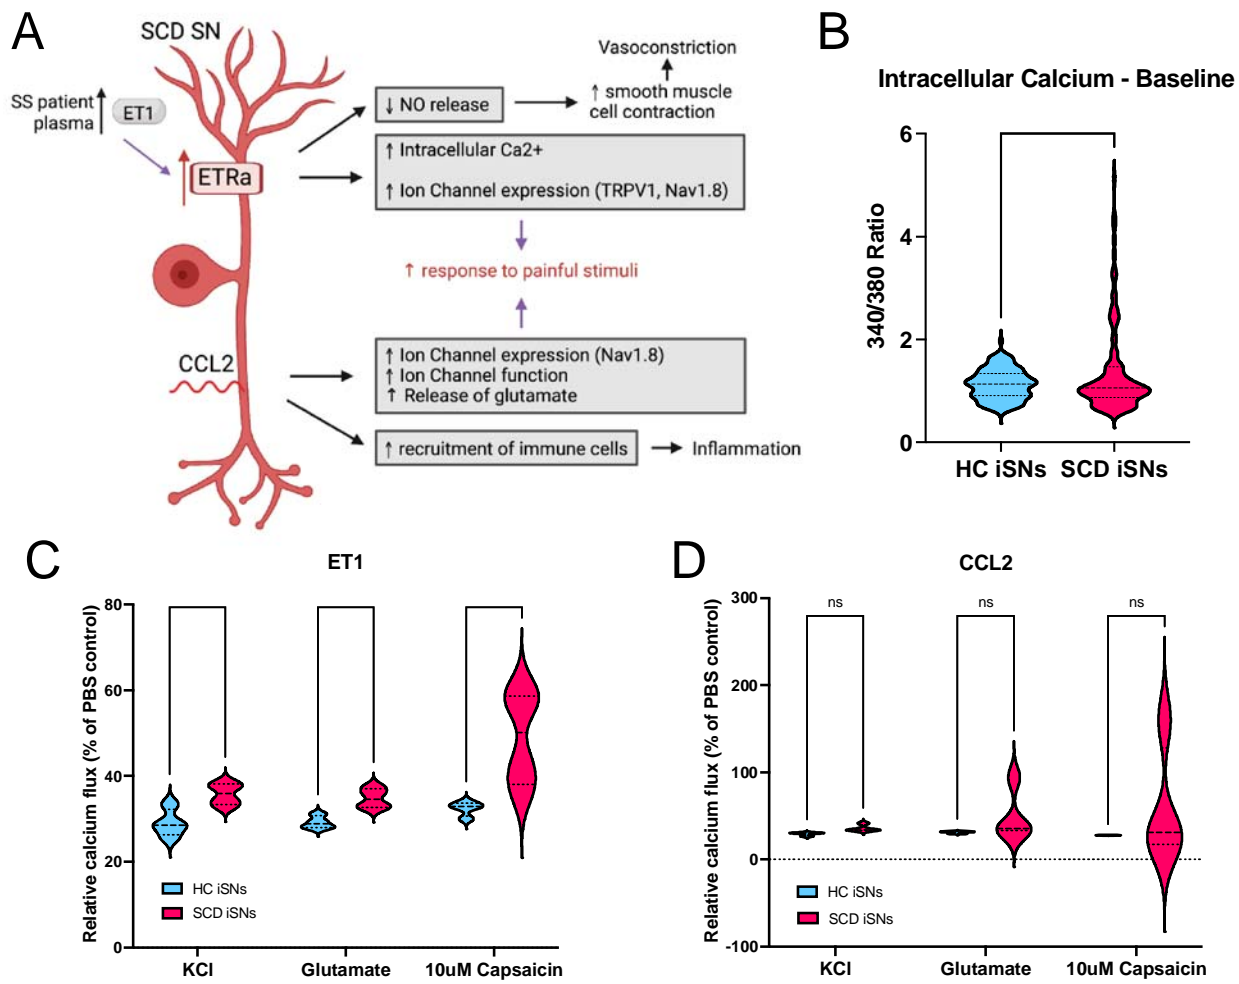 A
SCD SN
SS patient
plasma
ET1
ETRa
↓ NO release
Vasoconstriction
↑ smooth muscle
cell contraction
↑ Intracellular Ca2+
↑ Ion Channel expression (TRPV1, Nav1.8)
↑ response to painful stimuli
CCL2
↑ Ion Channel expression (Nav1.8)
↑ Ion Channel function
↑ Release of glutamate
↑ recruitment of immune cells
Inflammation
B
Intracellular Calcium - Baseline
340/380 Ratio
6
4
2
0
HC iSNs
SCD iSNs
C
ET1
Relative calcium flux (% of PBS control)
80
60
40
20
0
HC iSNs
SCD iSNs
KCl
Glutamate
10uM Capsaicin
D
CCL2
Relative calcium flux (% of PBS control)
300
200
100
0
-100
ns
ns
ns
HC iSNs
SCD iSNs
KCl
Glutamate
10uM Capsaicin